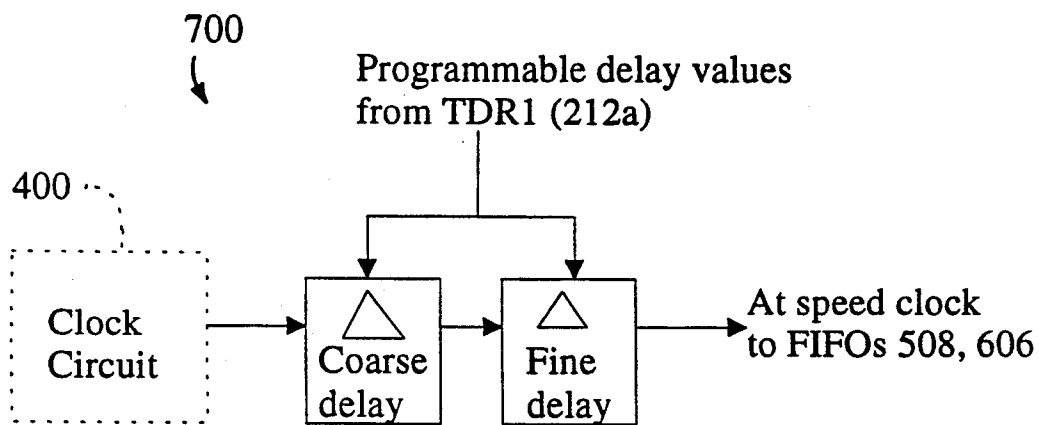 700
Programmable delay values
from TDR1 (212a)
400
Clock
Circuit
Coarse
delay
Fine
delay
At speed clock
to FIFOs 508, 606